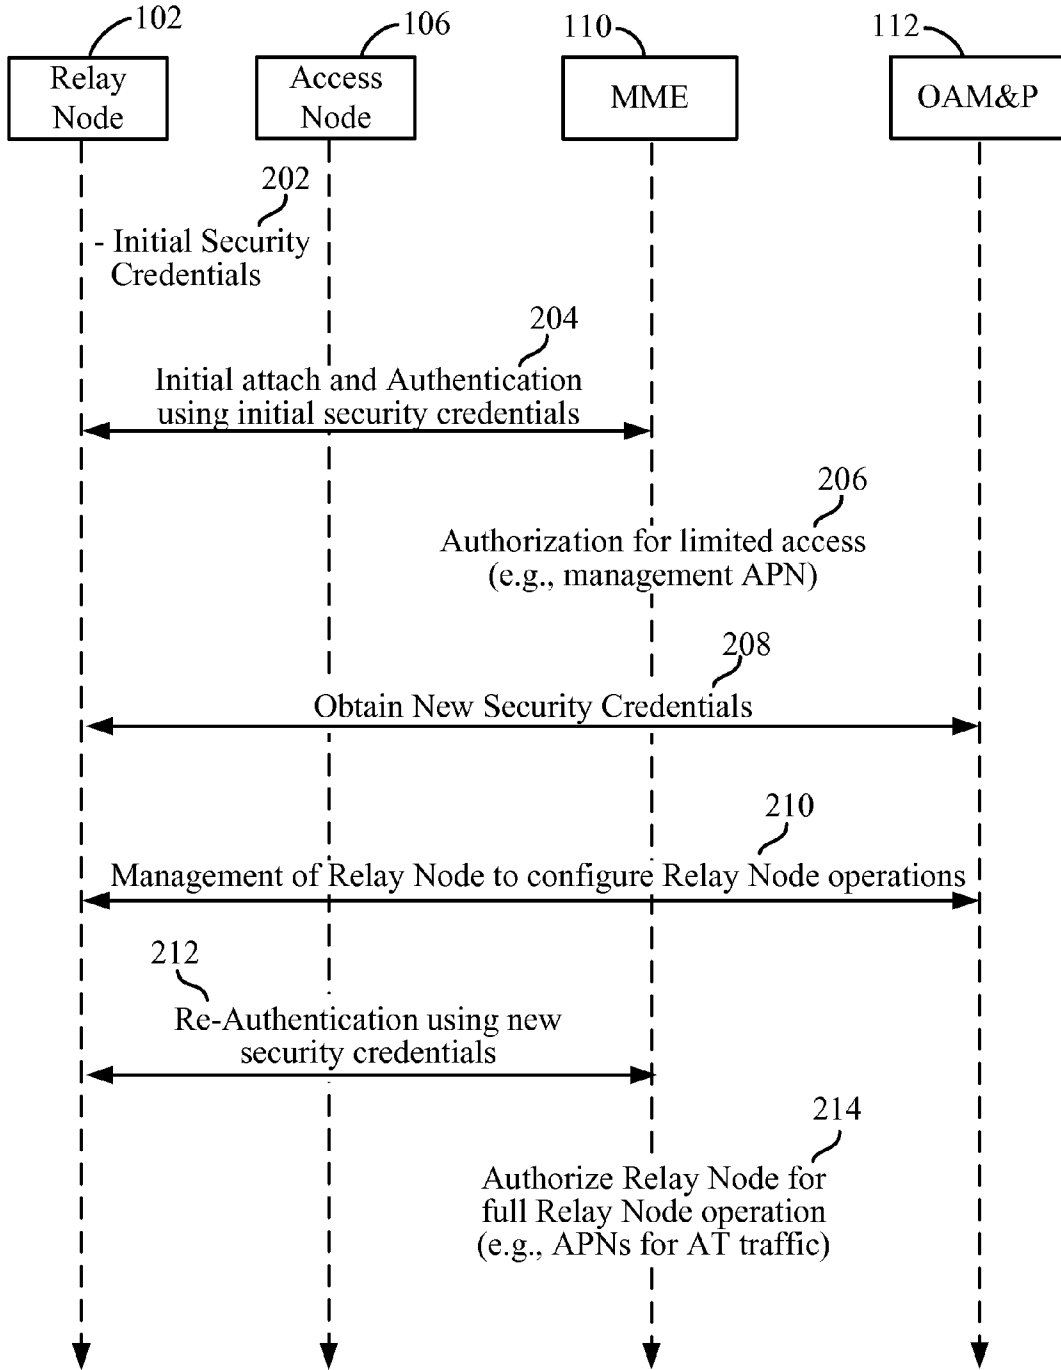 102
106
110
112
Relay
Node
Access
Node
MME
OAM&P
202
- Initial Security
Credentials
204
Initial attach and Authentication
using initial security credentials
206
Authorization for limited access
(e.g., management APN)
208
Obtain New Security Credentials
210
Management of Relay Node to configure Relay Node operations
212
Re-Authentication using new
security credentials
214
Authorize Relay Node for
full Relay Node operation
(e.g., APNs for AT traffic)